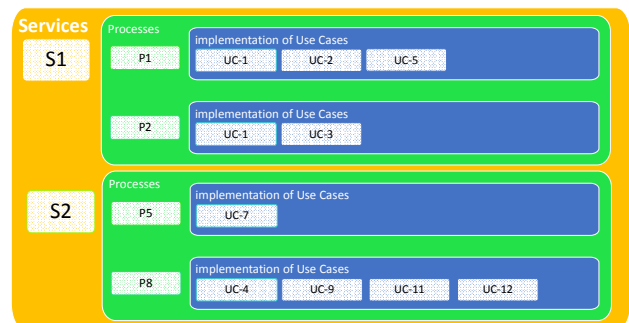 Services
Processes
S1
implementation of Use Cases
P1
UC-1 UC-2 UC-5
implementation of Use Cases
P2
UC-1 UC-3
Processes
S2
implementation of Use Cases
P5
UC-7
implementation of Use Cases
P8
UC-4 UC-9 UC-11 UC-12